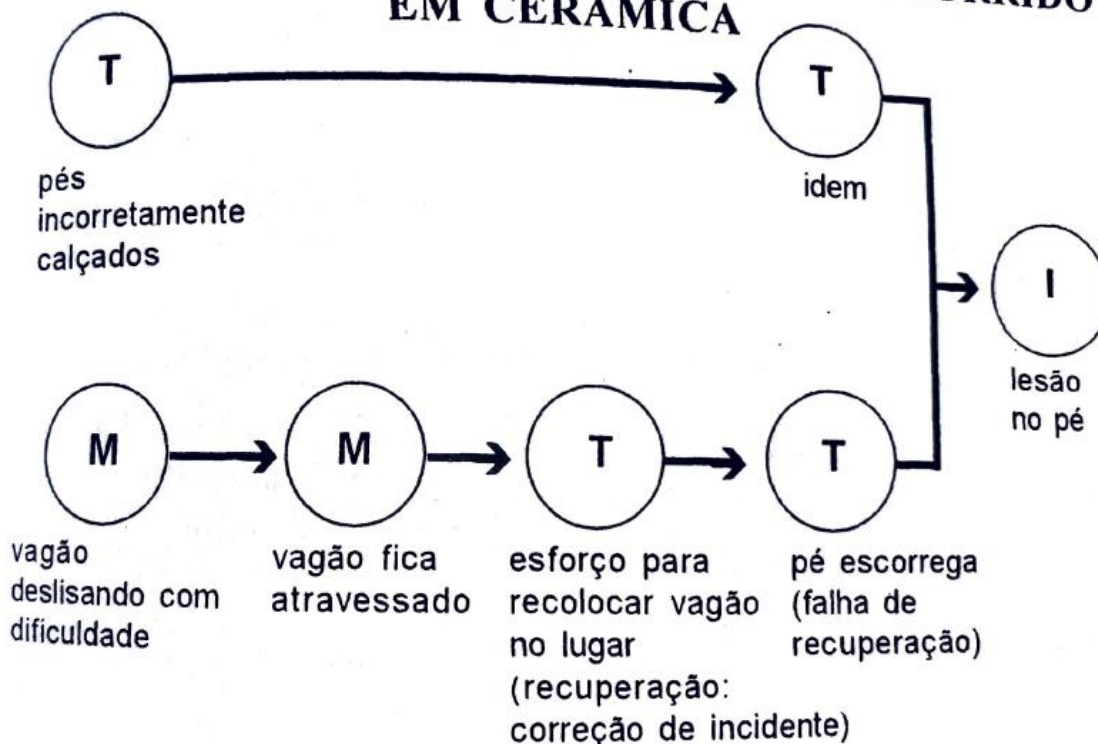 EM CERÂMICA
T
T
pés
incorretamente
calçados
idem
I
lesão
no pé
M
M
T
T
vagão
deslisando com
dificuldade
vagão fica
atravessado
esforço para
recolocar vagão
no lugar
(recuperação:
correção de incidente)
pé escorrega
(falha de
recuperação)